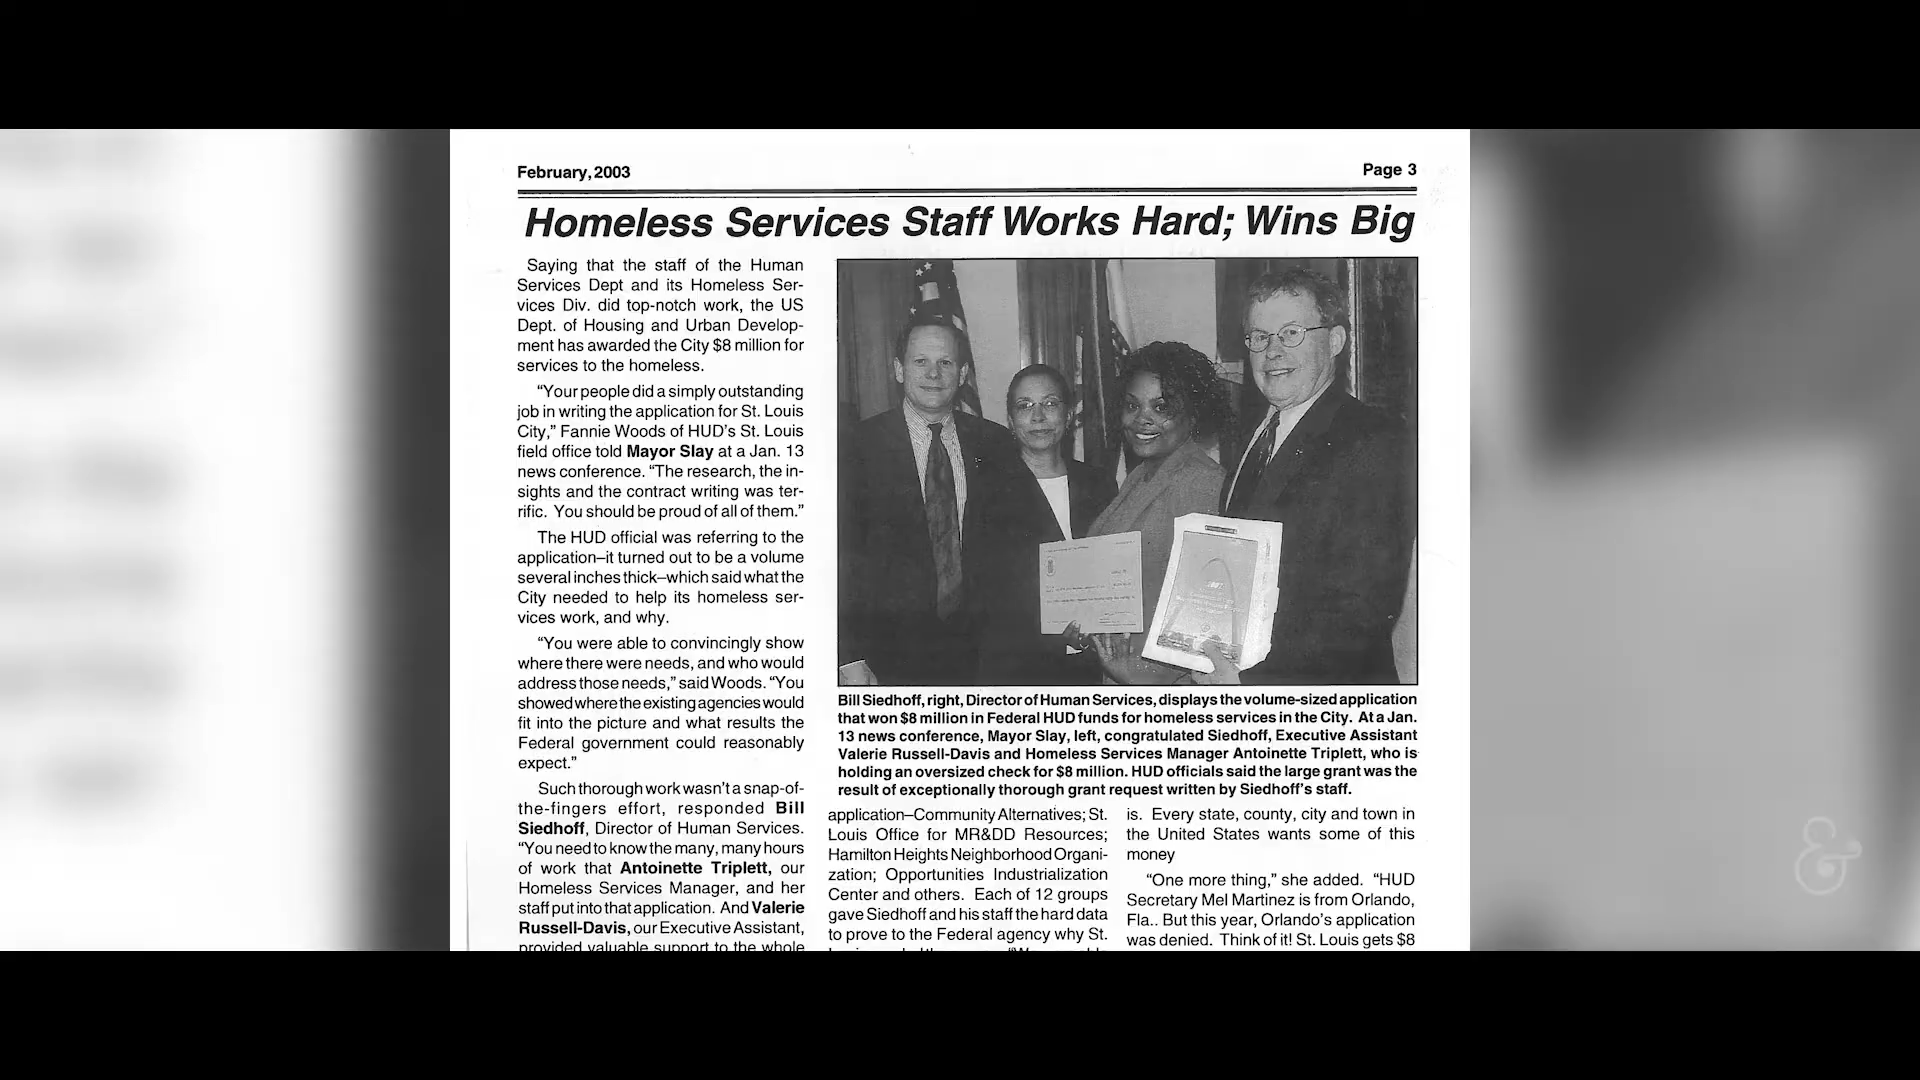 February, 2003
Page 3
Homeless Services Staff Works Hard; Wins Big
Saying that the staff of the Human
Services Dept and its Homeless Ser-
vices Div. did top-notch work, the US
Dept. of Housing and Urban Develop-
ment has awarded the City $8 million for
services to the homeless.
“Your people did a simply outstanding
job in writing the application for St. Louis
City,” Fannie Woods of HUD’s St. Louis
field office told Mayor Slay at a Jan. 13
news conference. “The research, the in-
sights and the contract writing was ter-
rific. You should be proud of all of them.”
The HUD official was referring to the
application–it turned out to be a volume
several inches thick–which said what the
City needed to help its homeless ser-
vices work, and why.
“You were able to convincingly show
where there were needs, and who would
address those needs,” said Woods. “You
showed where the existing agencies would
fit into the picture and what results the
Federal government could reasonably
expect.”
Such thorough work wasn’t a snap-of-
the-fingers effort, responded Bill
Siedhoff, Director of Human Services.
“You need to know the many, many hours
of work that Antoinette Triplett, our
Homeless Services Manager, and her
staff put into that application. And Valerie
Russell-Davis, our Executive Assistant,
provided valuable support to the whole
Bill Siedhoff, right, Director of Human Services, displays the volume-sized application
that won $8 million in Federal HUD funds for homeless services in the City. At a Jan.
13 news conference, Mayor Slay, left, congratulated Siedhoff, Executive Assistant
Valerie Russell-Davis and Homeless Services Manager Antoinette Triplett, who is
holding an oversized check for $8 million. HUD officials said the large grant was the
result of exceptionally thorough grant request written by Siedhoff’s staff.
application–Community Alternatives; St.
Louis Office for MR&DD Resources;
Hamilton Heights Neighborhood Organi-
zation; Opportunities Industrialization
Center and others. Each of 12 groups
gave Siedhoff and his staff the hard data
to prove to the Federal agency why St.
is. Every state, county, city and town in
the United States wants some of this
money
“One more thing,” she added. “HUD
Secretary Mel Martinez is from Orlando,
Fla.. But this year, Orlando’s application
was denied. Think of it! St. Louis gets $8
&